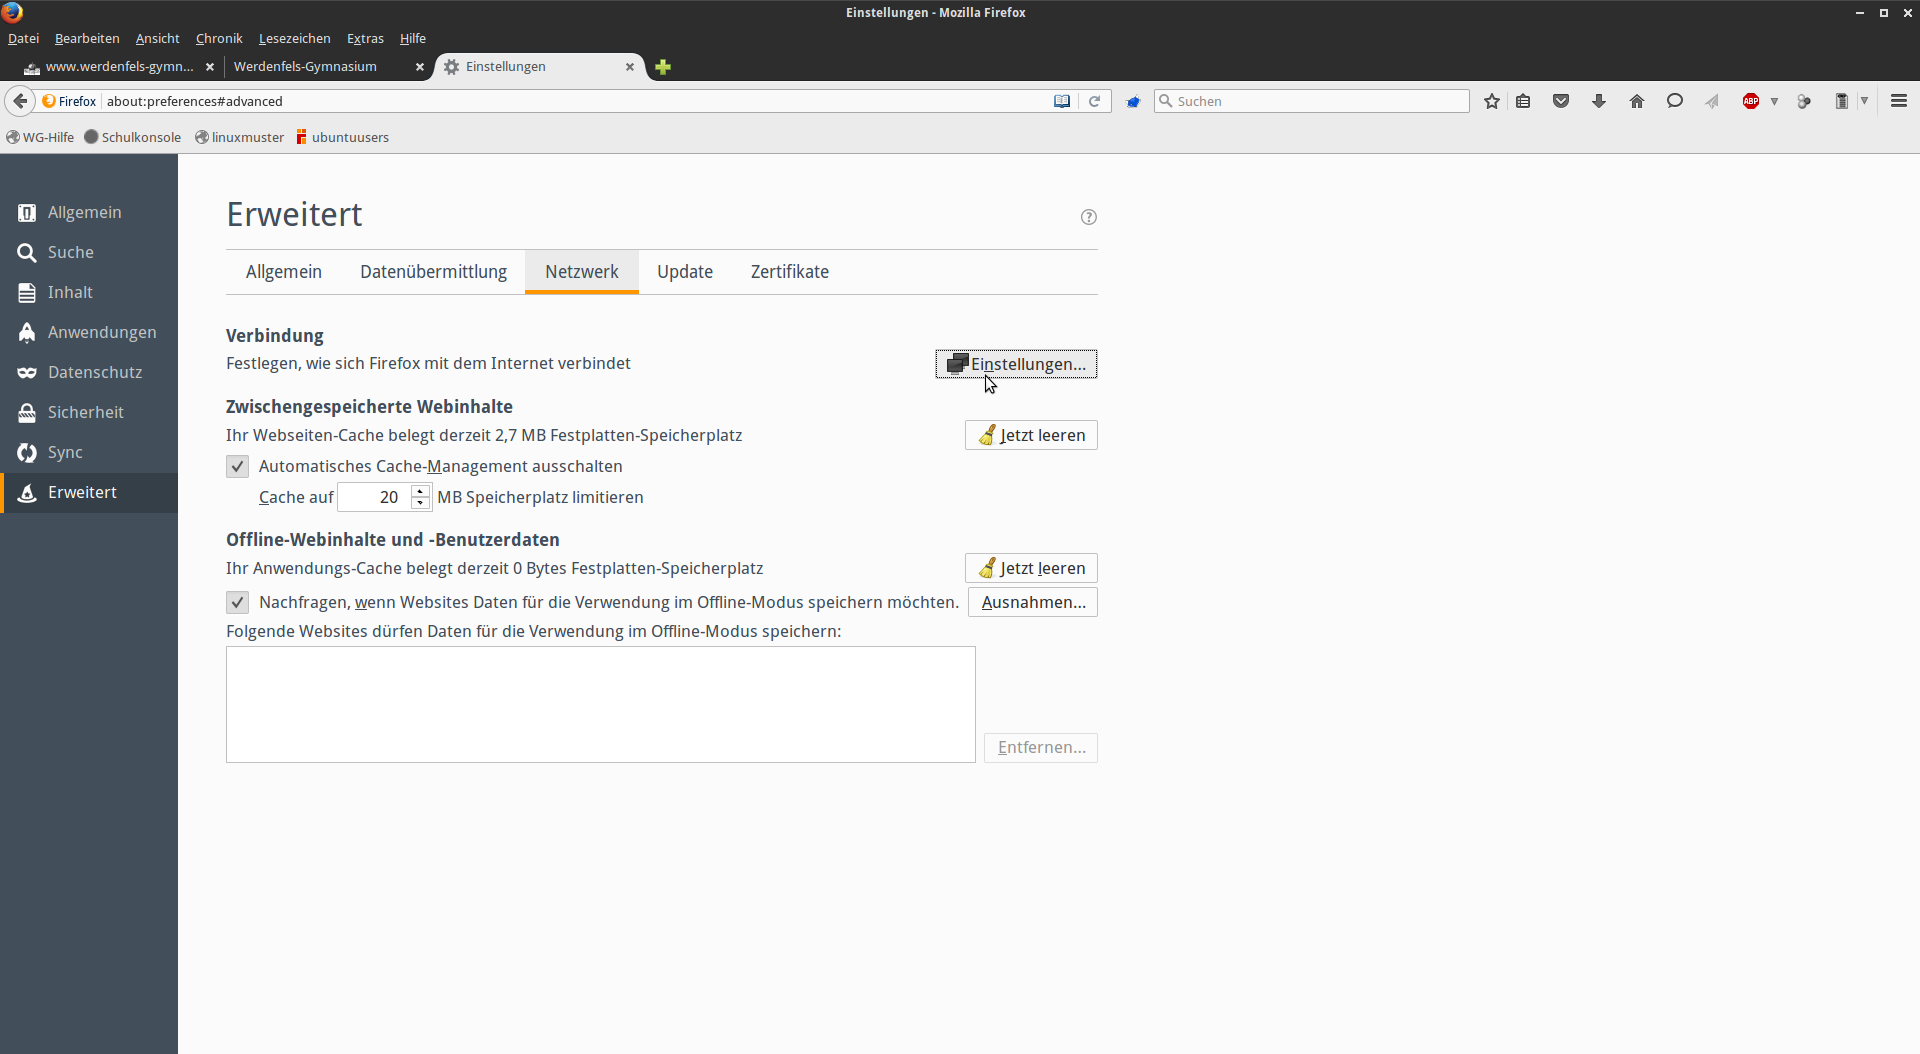 Einstellungen - Mozilla Firefox
Datei Bearbeiten Ansicht Chronik Lesezeichen Extras Hilfe
www.werdenfels-gymn... Werdenfels-Gymnasium Einstellungen
Firefox about:preferences#advanced Suchen ABP
WG-Hilfe Schulkonsole linuxmuster ubuntuusers
Allgemein
Suche
Inhalt
Anwendungen
Datenschutz
Sicherheit
Sync
Erweitert
Erweitert ?
Allgemein Datenübermittlung Netzwerk Update Zertifikate
Verbindung
Festlegen, wie sich Firefox mit dem Internet verbindet Einstellungen...
Zwischengespeicherte Webinhalte
Ihr Webseiten-Cache belegt derzeit 2,7 MB Festplatten-Speicherplatz Jetzt leeren
Automatisches Cache-Management ausschalten
Cache auf 20 MB Speicherplatz limitieren
Offline-Webinhalte und -Benutzerdaten
Ihr Anwendungs-Cache belegt derzeit 0 Bytes Festplatten-Speicherplatz Jetzt leeren
Nachfragen, wenn Websites Daten für die Verwendung im Offline-Modus speichern möchten. Ausnahmen...
Folgende Websites dürfen Daten für die Verwendung im Offline-Modus speichern:
Entfernen...